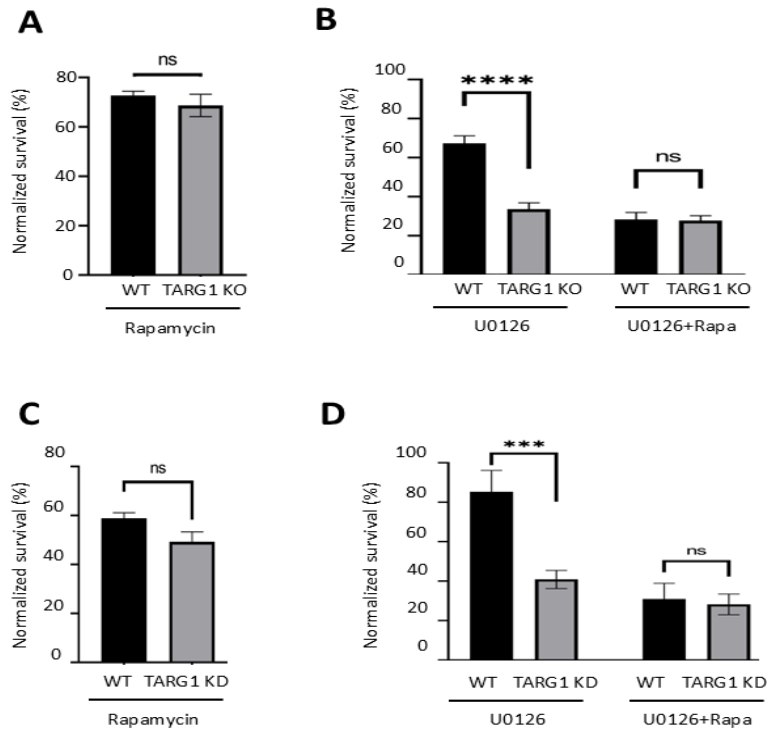 A
Normalized survival (%)
80
60
40
20
0
ns
WT TARG1 KO
Rapamycin
B
Normalized survival (%)
100
80
60
40
20
0
****
ns
WT TARG1 KO WT TARG1 KO
U0126 U0126+Rapa
C
Normalized survival (%)
80
60
40
20
0
ns
WT TARG1 KD
Rapamycin
D
Normalized survival (%)
100
80
60
40
20
0
***
ns
WT TARG1 KD WT TARG1 KD
U0126 U0126+Rapa